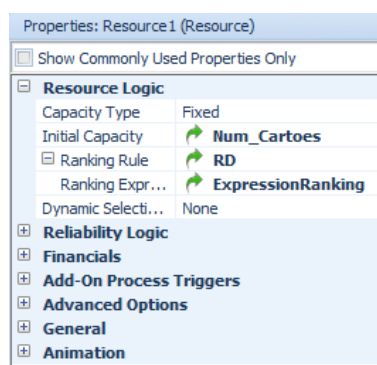 Properties: Resource1 (Resource)
Show Commonly Used Properties Only
Resource Logic
Capacity Type Fixed
Initial Capacity Num_Cartoes
Ranking Rule RD
Ranking Expr... ExpressionRanking
Dynamic Selecti... None
Reliability Logic
Financials
Add-On Process Triggers
Advanced Options
General
Animation